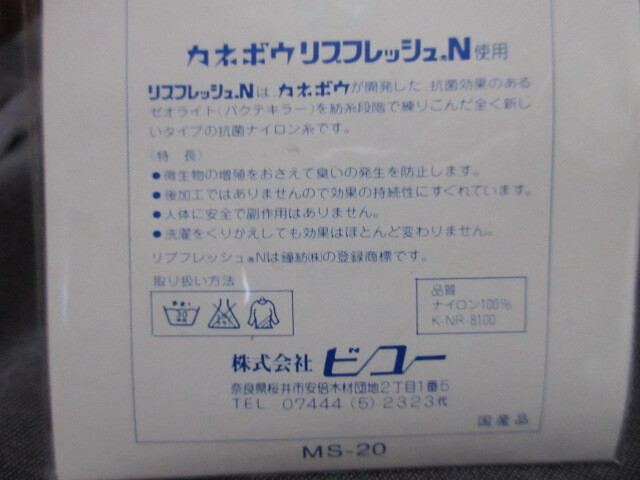 カネボウ リブフレッシュ®N 使用
リブフレッシュ®Nは、カネボウが開発した、抗菌効果のある
ゼオライト（バクテキラー）を紡糸段階で練りこんだ全く新し
いタイプの抗菌ナイロン糸です。
〈特 長〉
●微生物の増殖をおさえて臭いの発生を防止します。
●後加工ではありませんので効果の持続性にすぐれています。
●人体に安全で副作用はありません。
●洗濯をくりかえしても効果はほとんど変わりません。
リブフレッシュ®Nは鐘紡㈱の登録商標です。
取り扱い方法
30
品質
ナイロン100%
K-NR-8100
株式会社 ビュー
奈良県桜井市安倍木材団地2丁目1番5
TEL 07444(5)2323代
国産品
MS-20